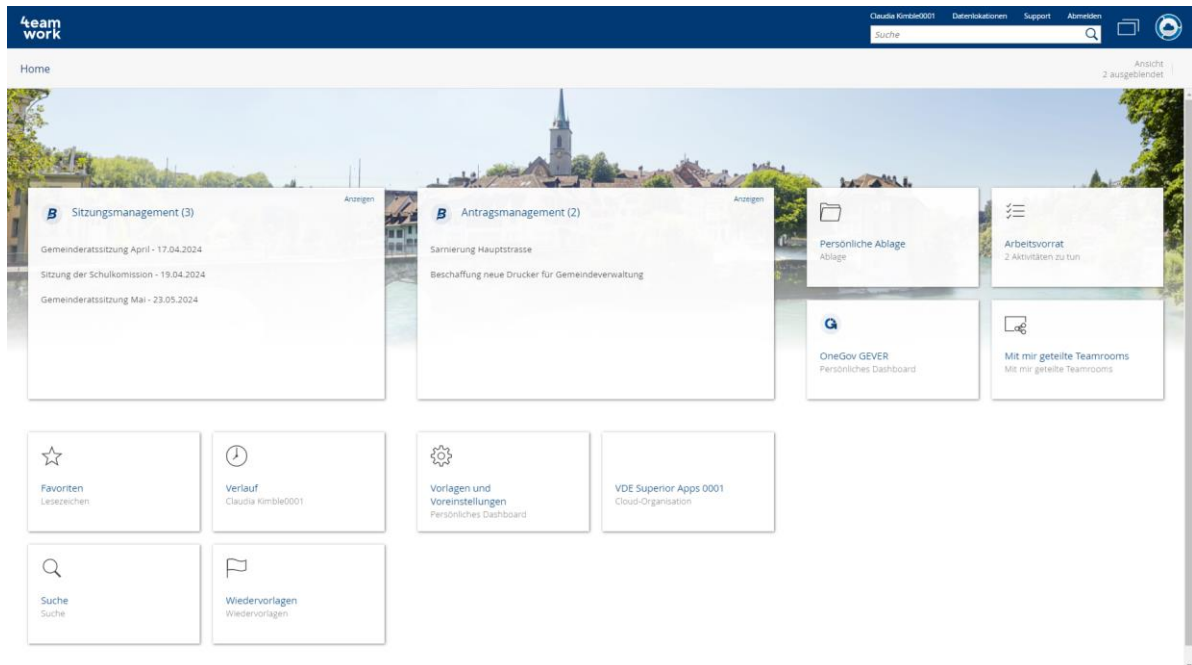 4team
work
Claudia Kimble0001 Datenlokationen Support Abmelden
Suche
Home
Ansicht
2 ausgeblendet
Sitzungsmanagement (3)
Anzeigen
Gemeinderatssitzung April - 17.04.2024
Sitzung der Schulkomission - 19.04.2024
Gemeinderatssitzung Mai - 23.05.2024
Antragsmanagement (2)
Anzeigen
Sarnierung Hauptstrasse
Beschaffung neue Drucker für Gemeindeverwaltung
Persönliche Ablage
Ablage
Arbeitsvorrat
2 Aktivitäten zu tun
OneGov GEVER
Persönliches Dashboard
Mit mir geteilte Teamrooms
Mit mir geteilte Teamrooms
Favoriten
Lesezeichen
Verlauf
Claudia Kimble0001
Vorlagen und
Voreinstellungen
Persönliches Dashboard
VDE Superior Apps 0001
Cloud-Organisation
Suche
Suche
Wiedervorlagen
Wiedervorlagen